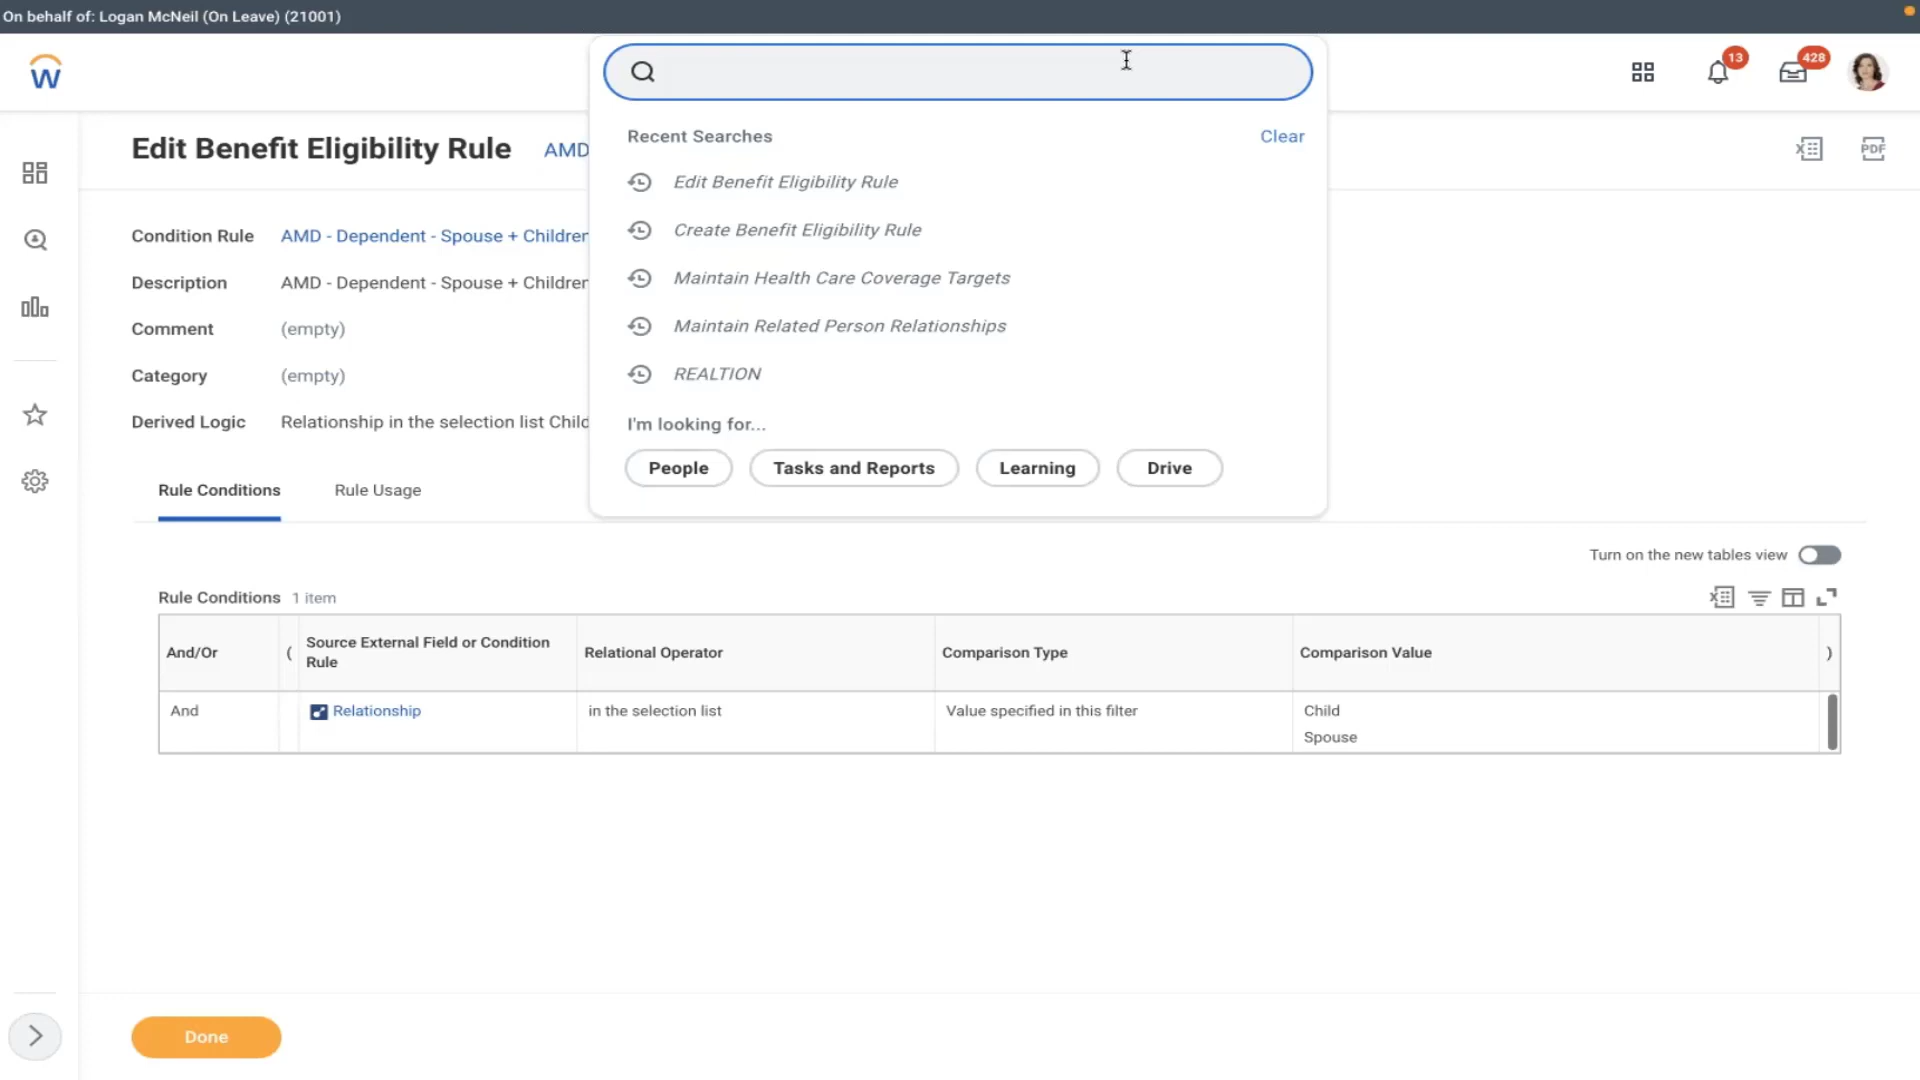 On behalf of: Logan McNeil (On Leave) (21001)
W
13
428
Edit Benefit Eligibility Rule AMD
PDF
Recent Searches
Clear
Edit Benefit Eligibility Rule
Create Benefit Eligibility Rule
Maintain Health Care Coverage Targets
Maintain Related Person Relationships
REALTION
I'm looking for...
People
Tasks and Reports
Learning
Drive
Condition Rule AMD - Dependent - Spouse + Children
Description AMD - Dependent - Spouse + Children
Comment (empty)
Category (empty)
Derived Logic Relationship in the selection list Child
Rule Conditions
Rule Usage
Turn on the new tables view
Rule Conditions 1 item
And/Or
(
Source External Field or Condition
Rule
Relational Operator
Comparison Type
Comparison Value
)
And
Relationship
in the selection list
Value specified in this filter
Child
Spouse
Done